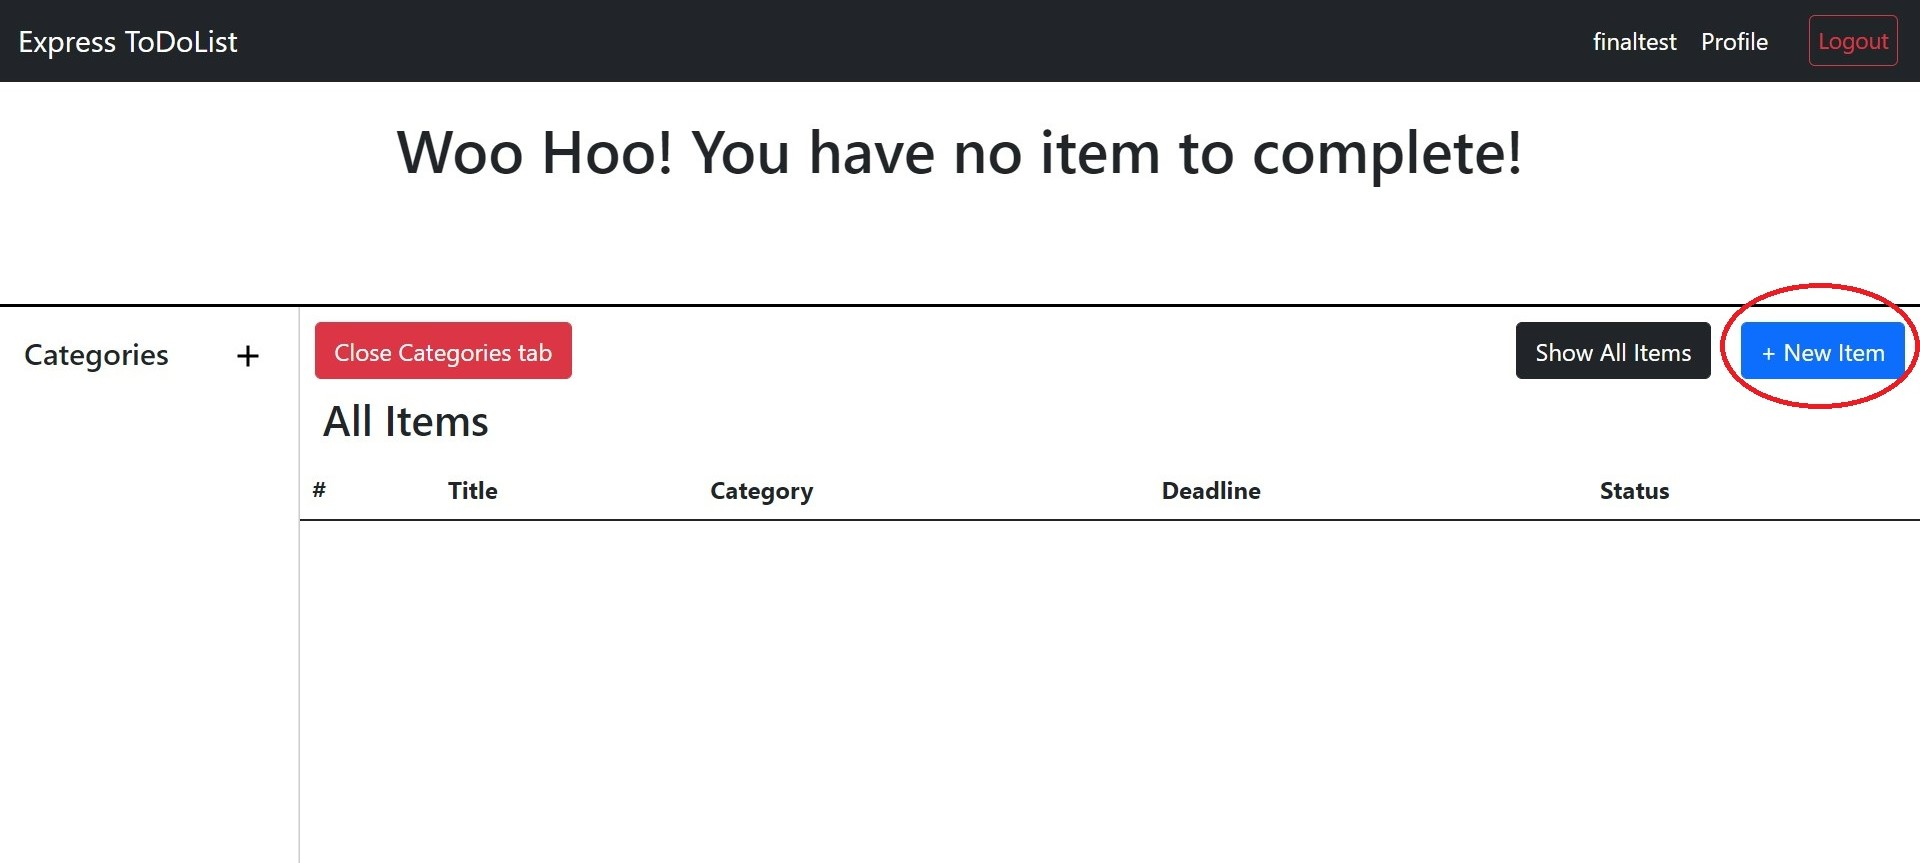 Express ToDoList
finaltest Profile Logout
Woo Hoo! You have no item to complete!
Categories +
Close Categories tab
Show All Items
+ New Item
All Items
# Title Category Deadline Status